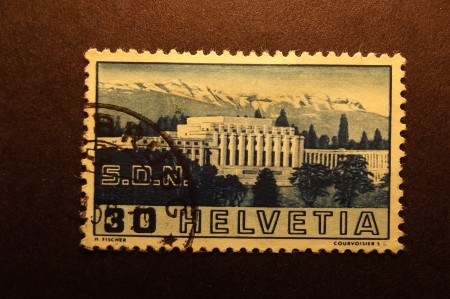 S.D.N.
30 HELVETIA
H. FISCHER COURVOISIER S.